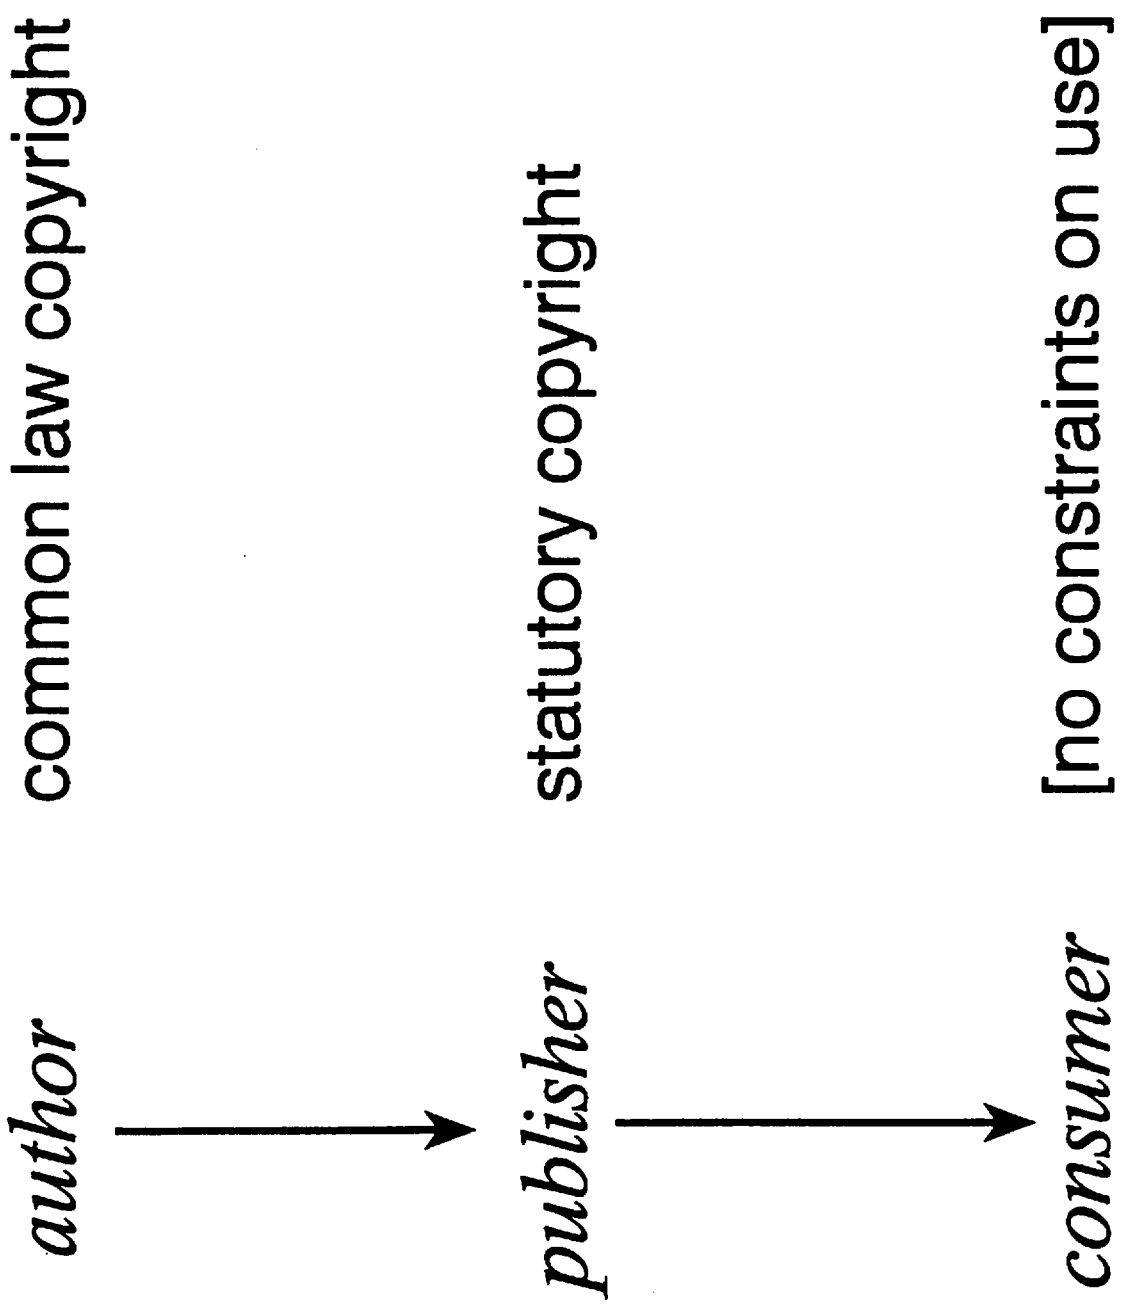 author common law copyright
publisher statutory copyright
consumer [no constraints on use]